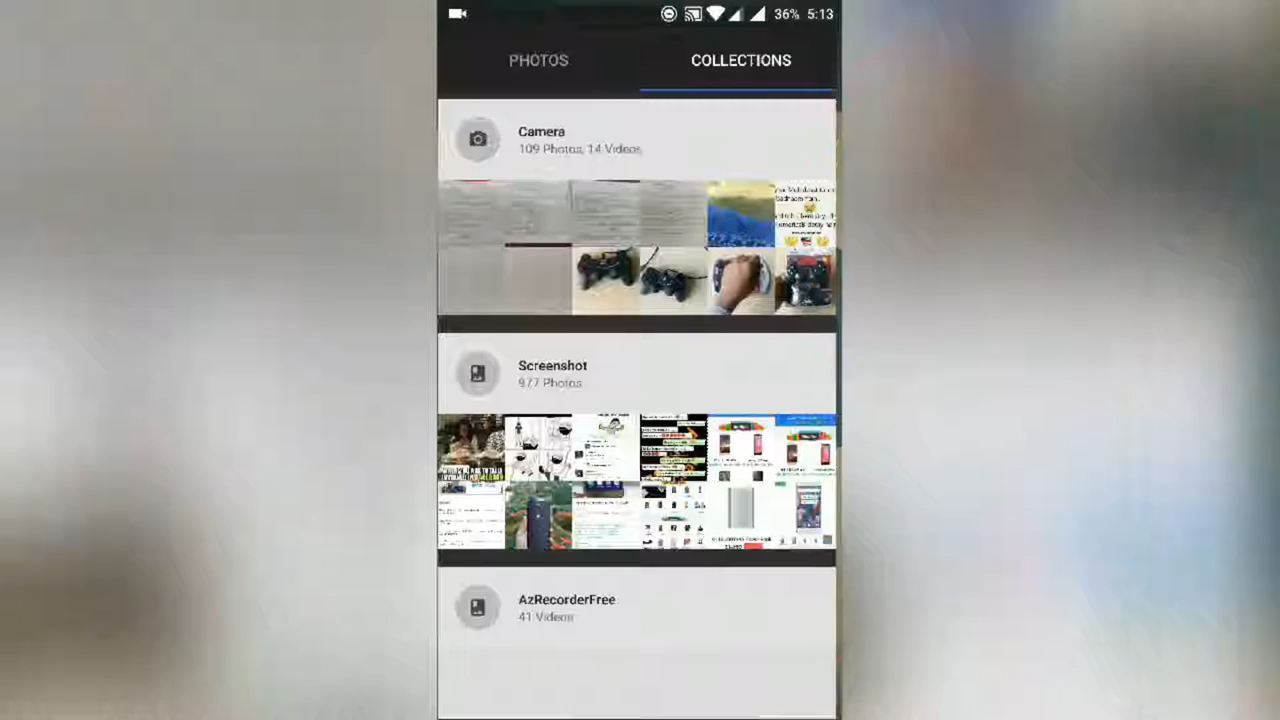 36% 5:13
PHOTOS COLLECTIONS
Camera
109 Photos, 14 Videos
Screenshot
977 Photos
AzRecorderFree
41 Videos